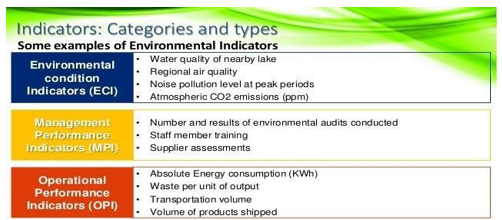 Indicators: Categories and types
Some examples of Environmental Indicators
Environmental
condition
Indicators (ECI)
• Water quality of nearby lake
• Regional air quality
• Noise pollution level at peak periods
• Atmospheric CO2 emissions (ppm)
Management
Performance
Indicators (MPI)
• Number and results of environmental audits conducted
• Staff member training
• Supplier assessments
Operational
Performance
Indicators (OPI)
• Absolute Energy consumption (KWh)
• Waste per unit of output
• Transportation volume
• Volume of products shipped